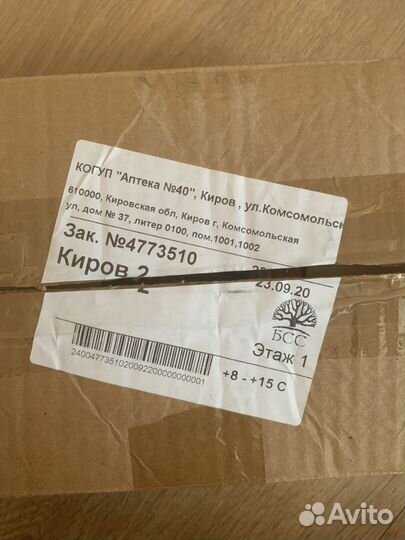 КОГУП "Аптека №40", Киров , ул.Комсомольск
610000, Кировская обл, Киров г, Комсомольская
ул, дом № 37, литер 0100, пом.1001,1002
Зак. №4773510
Киров 2
23.09.20
БСС
Этаж 1
2400477351020092200000000001
+8 - +15 С
Avito